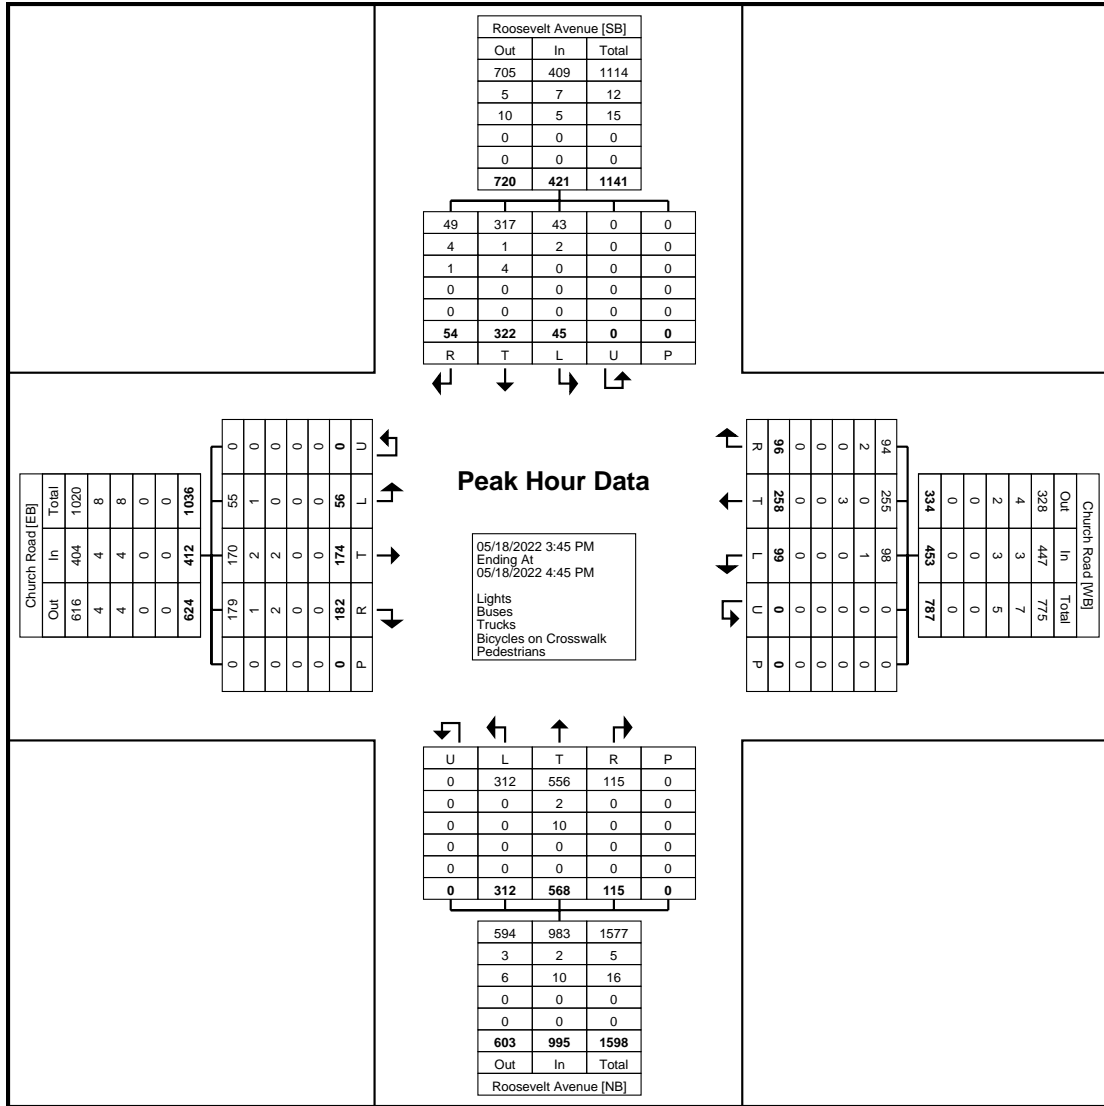 Roosevelt Avenue [SB]
Out In Total
705 409 1114
5 7 12
10 5 15
0 0 0
0 0 0
720 421 1141
49 317 43 0 0
4 1 2 0 0
1 4 0 0 0
0 0 0 0 0
0 0 0 0 0
54 322 45 0 0
R T L U P
Church Road [EB]
Total In Out
1020 404 616
8 4 4
8 4 4
0 0 0
0 0 0
1036 412 624
0 55 170 179 0
0 1 2 1 0
0 0 2 2 0
0 0 0 0 0
0 0 0 0 0
0 56 174 182 0
U L T R P
Peak Hour Data
05/18/2022 3:45 PM
Ending At
05/18/2022 4:45 PM
Lights
Buses
Trucks
Bicycles on Crosswalk
Pedestrians
Church Road [WB]
Out In Total
328 447 775
4 3 7
2 3 5
0 0 0
0 0 0
334 453 787
94 255 98 0 0
2 0 1 0 0
0 3 0 0 0
0 0 0 0 0
0 0 0 0 0
96 258 99 0 0
R T L U P
U L T R P
0 312 556 115 0
0 0 2 0 0
0 0 10 0 0
0 0 0 0 0
0 0 0 0 0
0 312 568 115 0
594 983 1577
3 2 5
6 10 16
0 0 0
0 0 0
603 995 1598
Out In Total
Roosevelt Avenue [NB]